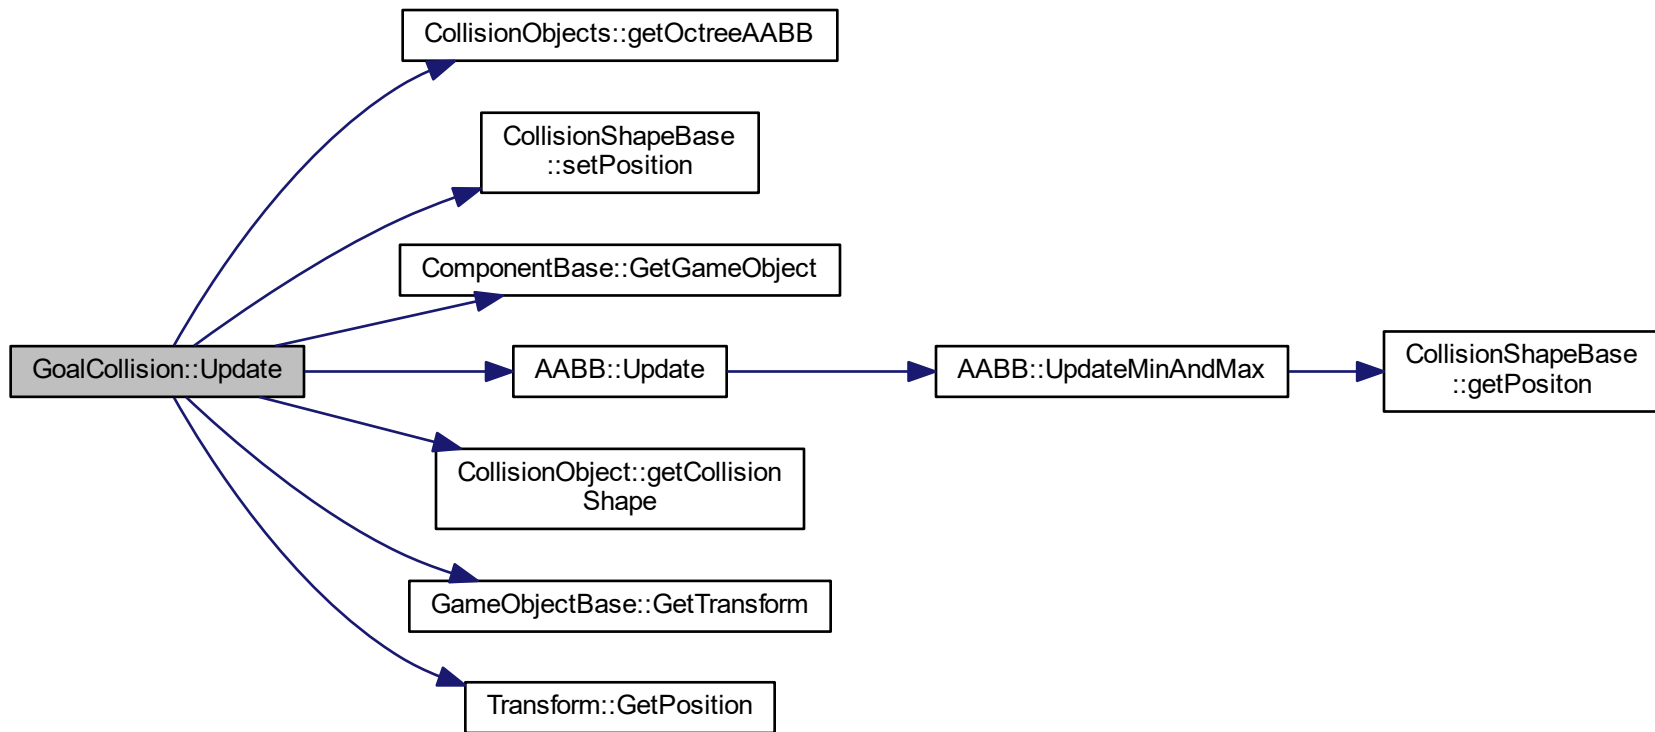 CollisionObjects::getOctreeAABB
CollisionShapeBase
::setPosition
ComponentBase::GetGameObject
GoalCollision::Update
AABB::Update
AABB::UpdateMinAndMax
CollisionShapeBase
::getPositon
CollisionObject::getCollision
Shape
GameObjectBase::GetTransform
Transform::GetPosition